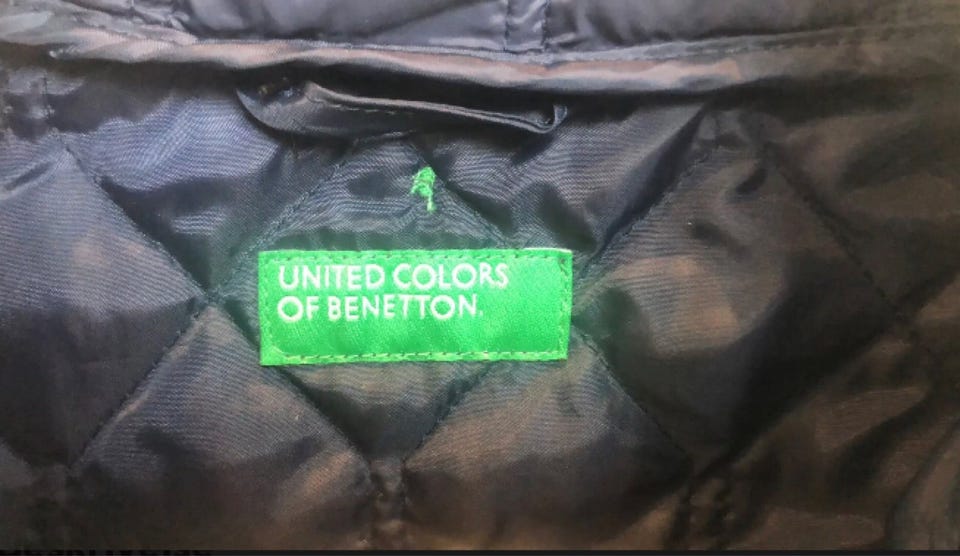 UNITED COLORS
OF BENETTON.